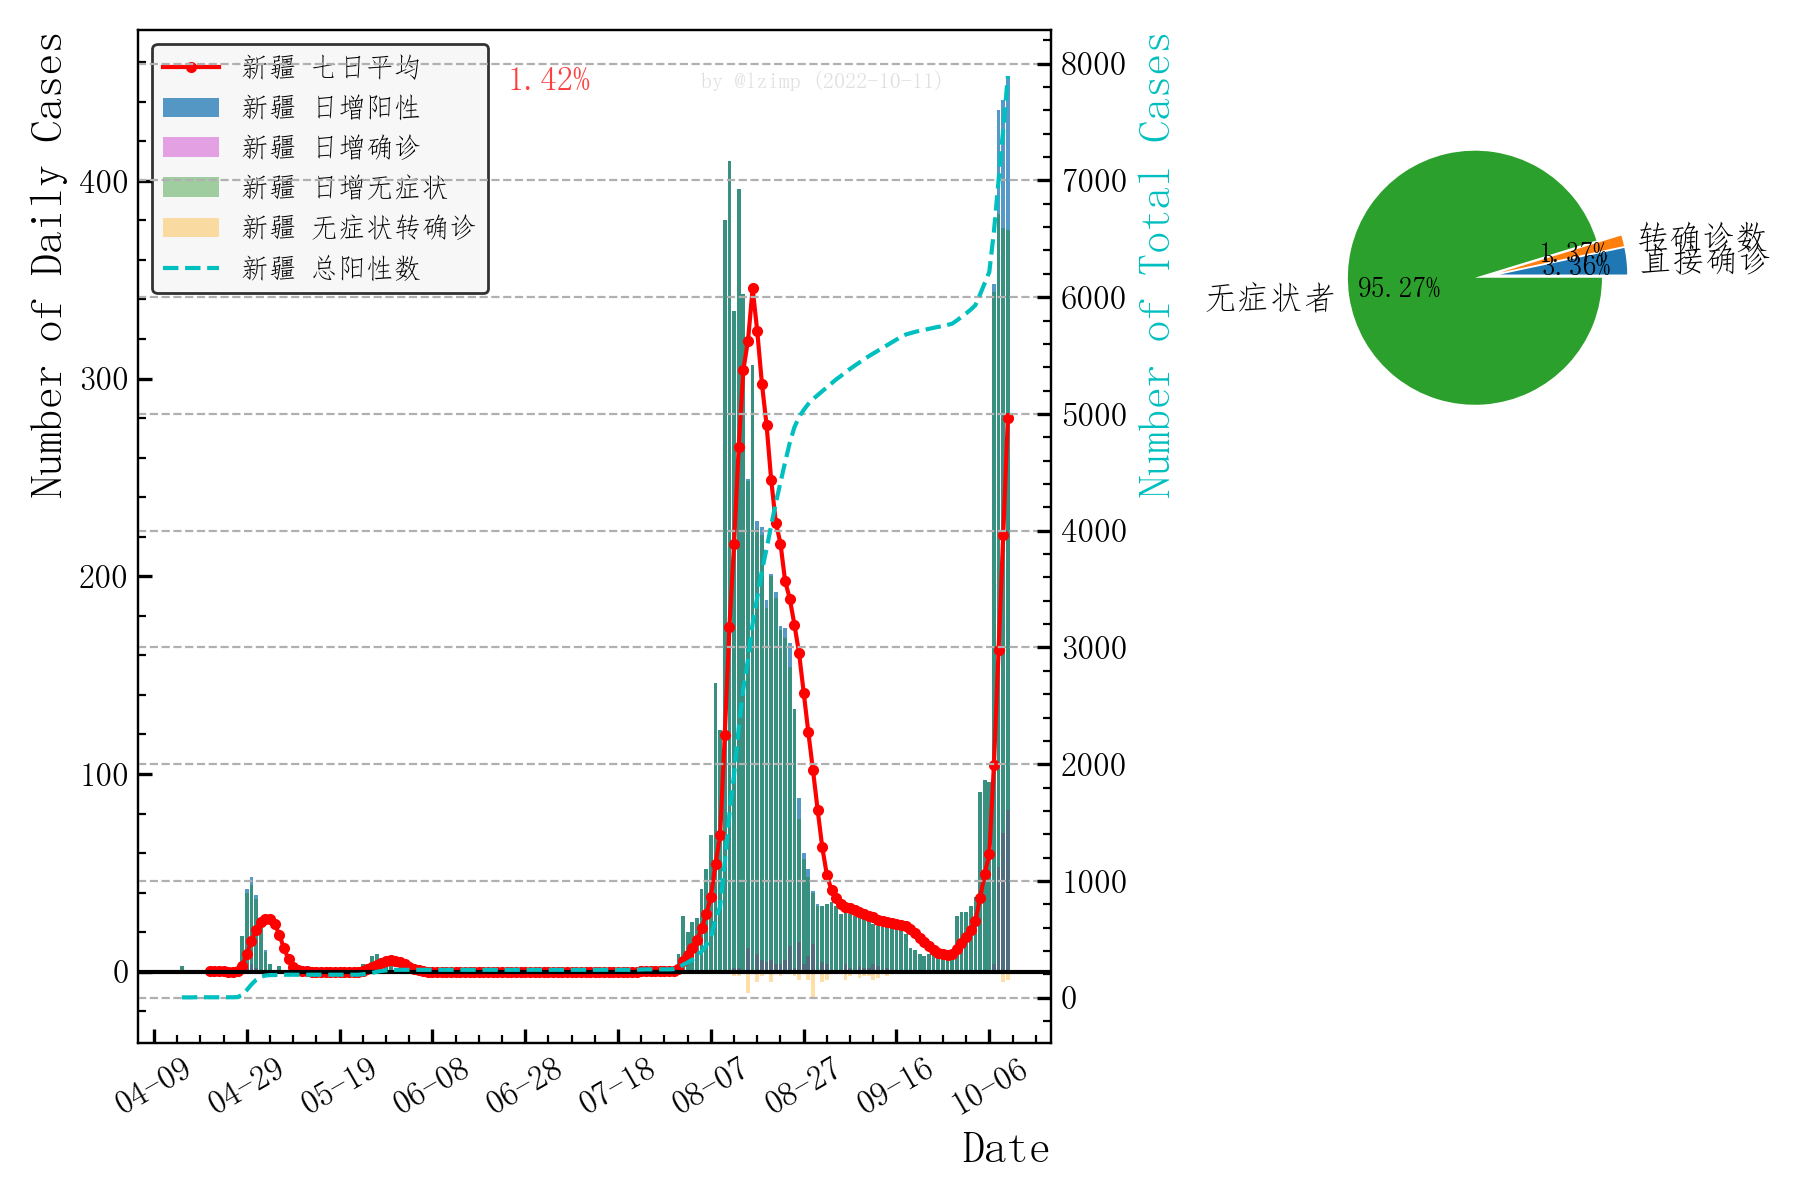 新疆 七日平均
新疆 日增阳性
新疆 日增确诊
新疆 日增无症状
新疆 无症状转确诊
新疆 总阳性数
1.42%
by @lzimp (2022-10-11)
Number of Daily Cases
400
300
200
100
0
8000
7000
6000
5000
4000
3000
2000
1000
0
Number of Total Cases
04-09
04-29
05-19
06-08
06-28
07-18
08-07
08-27
09-16
10-06
Date
转确诊数
1.37%
直接确诊
3.36%
无症状者
95.27%